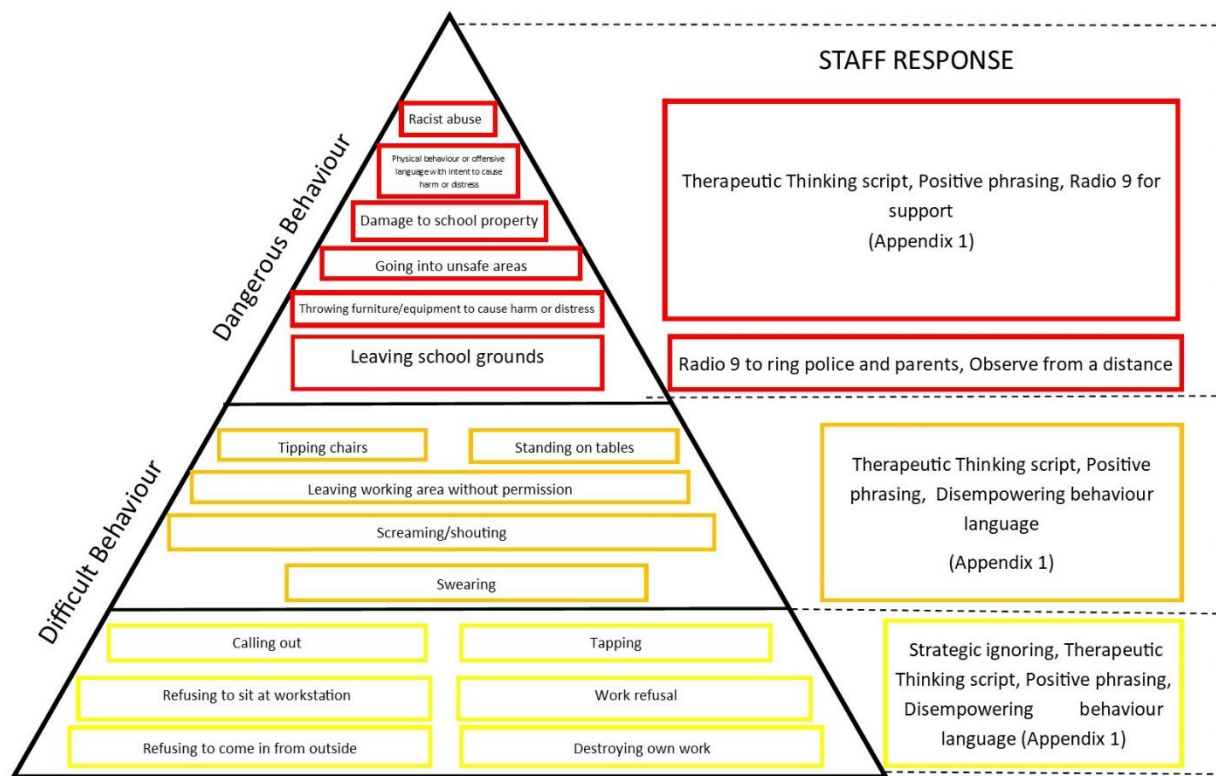 STAFF RESPONSE
Dangerous Behaviour
Racist abuse
Physical behaviour or offensive
language with intent to cause
harm or distress
Damage to school property
Going into unsafe areas
Throwing furniture/equipment to cause harm or distress
Leaving school grounds
Therapeutic Thinking script, Positive phrasing, Radio 9 for
support
(Appendix 1)
Radio 9 to ring police and parents, Observe from a distance
Difficult Behaviour
Tipping chairs
Standing on tables
Leaving working area without permission
Screaming/shouting
Swearing
Therapeutic Thinking script, Positive
phrasing, Disempowering behaviour
language
(Appendix 1)
Calling out
Tapping
Refusing to sit at workstation
Work refusal
Refusing to come in from outside
Destroying own work
Strategic ignoring, Therapeutic
Thinking script, Positive phrasing,
Disempowering behaviour
language (Appendix 1)